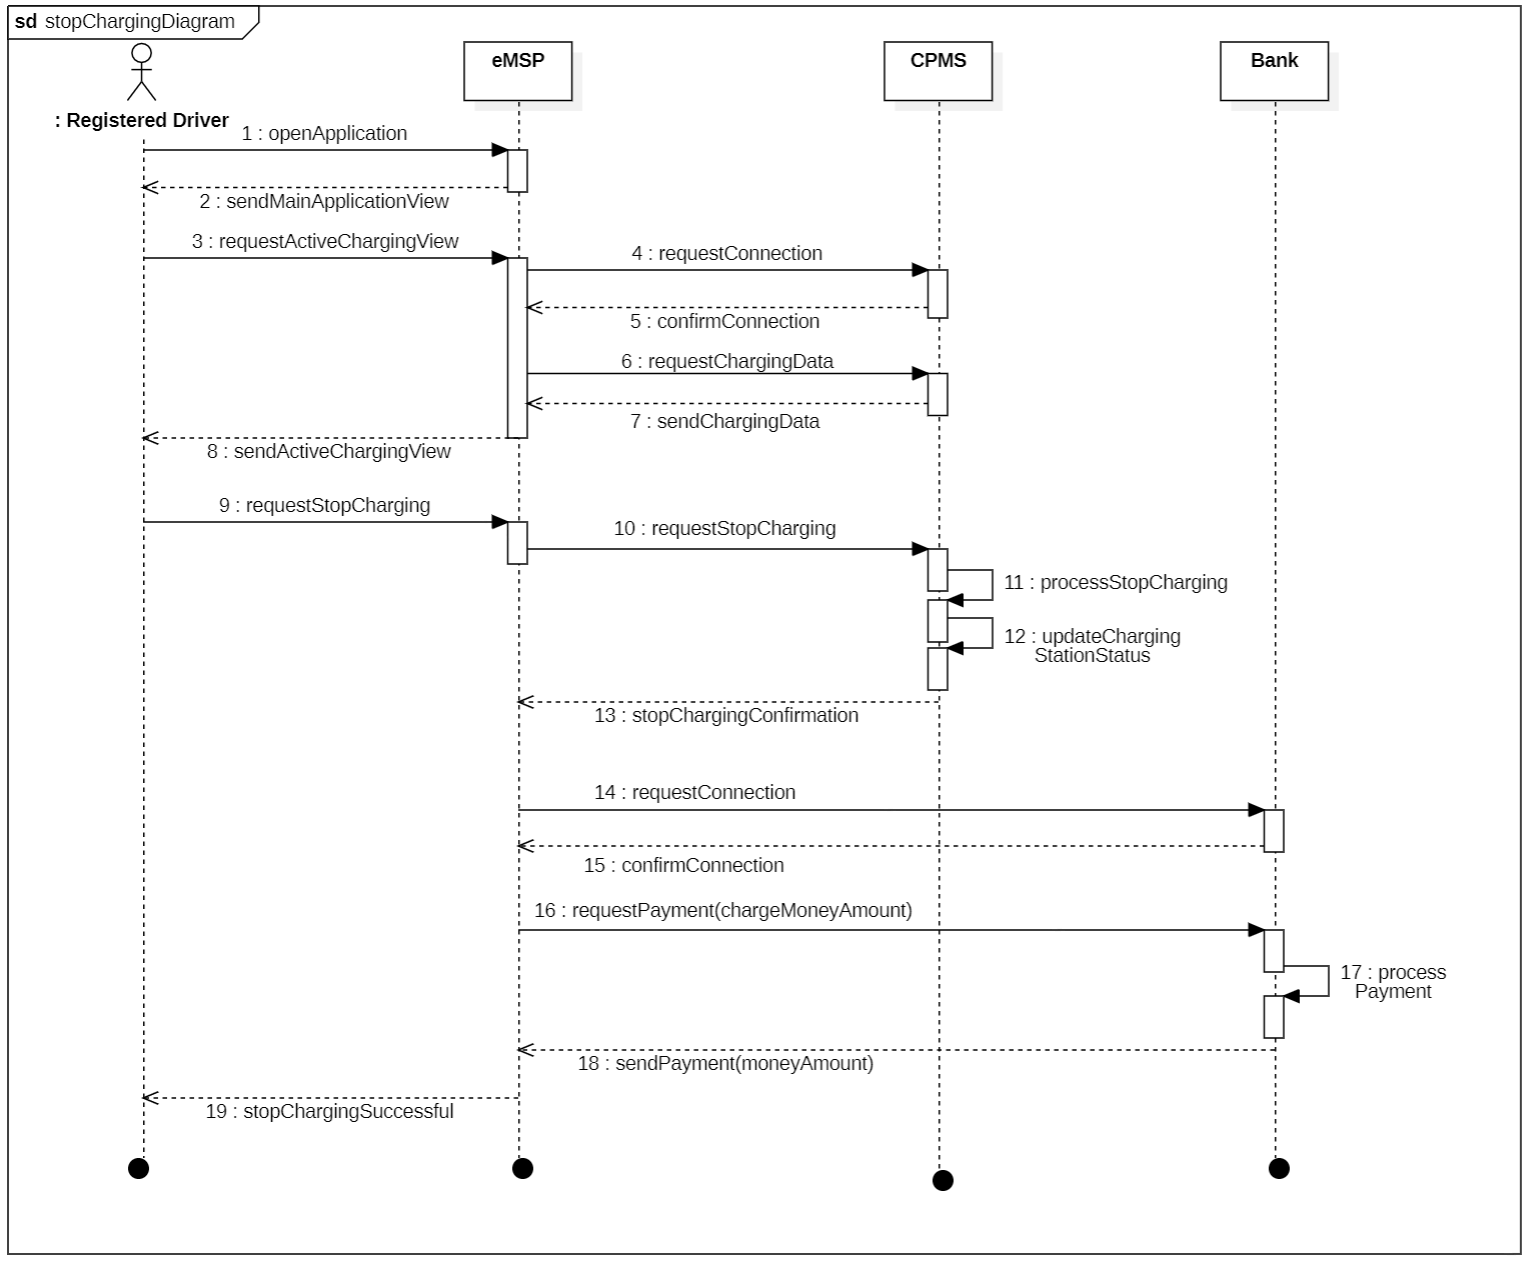 sd stopChargingDiagram
eMSP
CPMS
Bank
: Registered Driver
1 : openApplication
2 : sendMainApplicationView
3 : requestActiveChargingView
4 : requestConnection
5 : confirmConnection
6 : requestChargingData
7 : sendChargingData
8 : sendActiveChargingView
9 : requestStopCharging
10 : requestStopCharging
11 : processStopCharging
12 : updateCharging
StationStatus
13 : stopChargingConfirmation
14 : requestConnection
15 : confirmConnection
16 : requestPayment(chargeMoneyAmount)
17 : process
Payment
18 : sendPayment(moneyAmount)
19 : stopChargingSuccessful